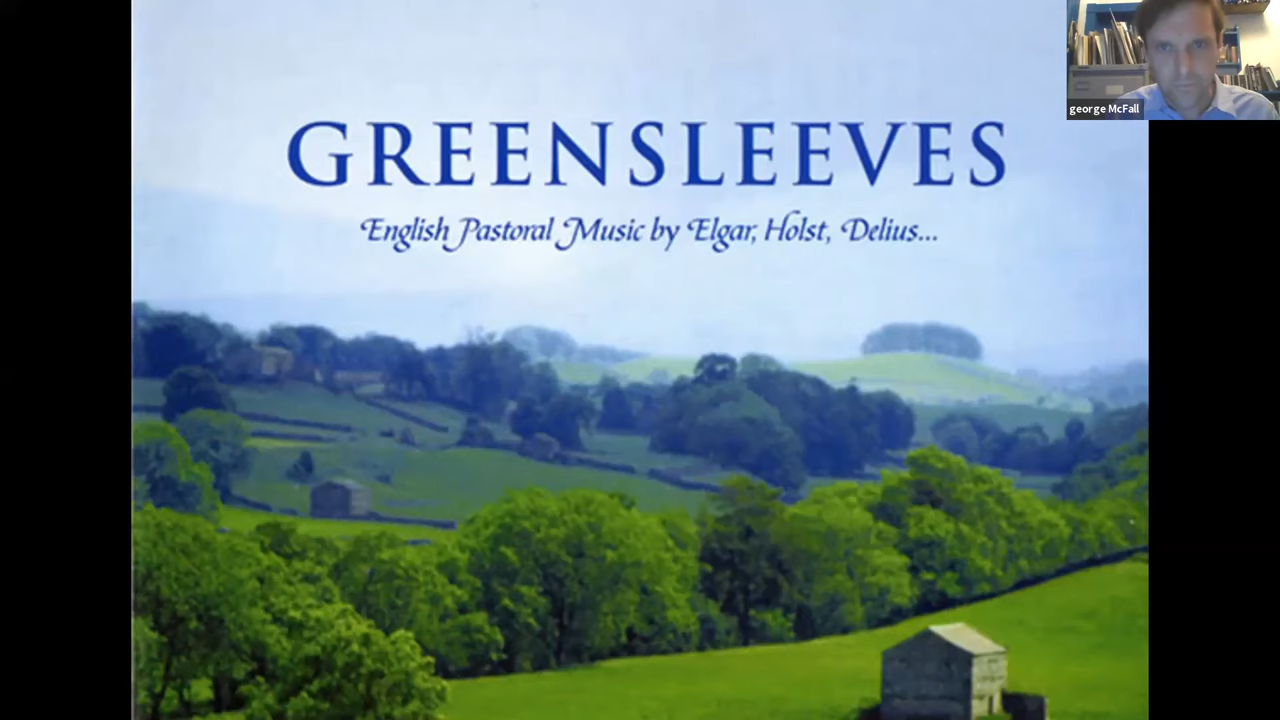 GREENSLEEVES
English Pastoral Music by Elgar, Holst, Delius...
george McFall